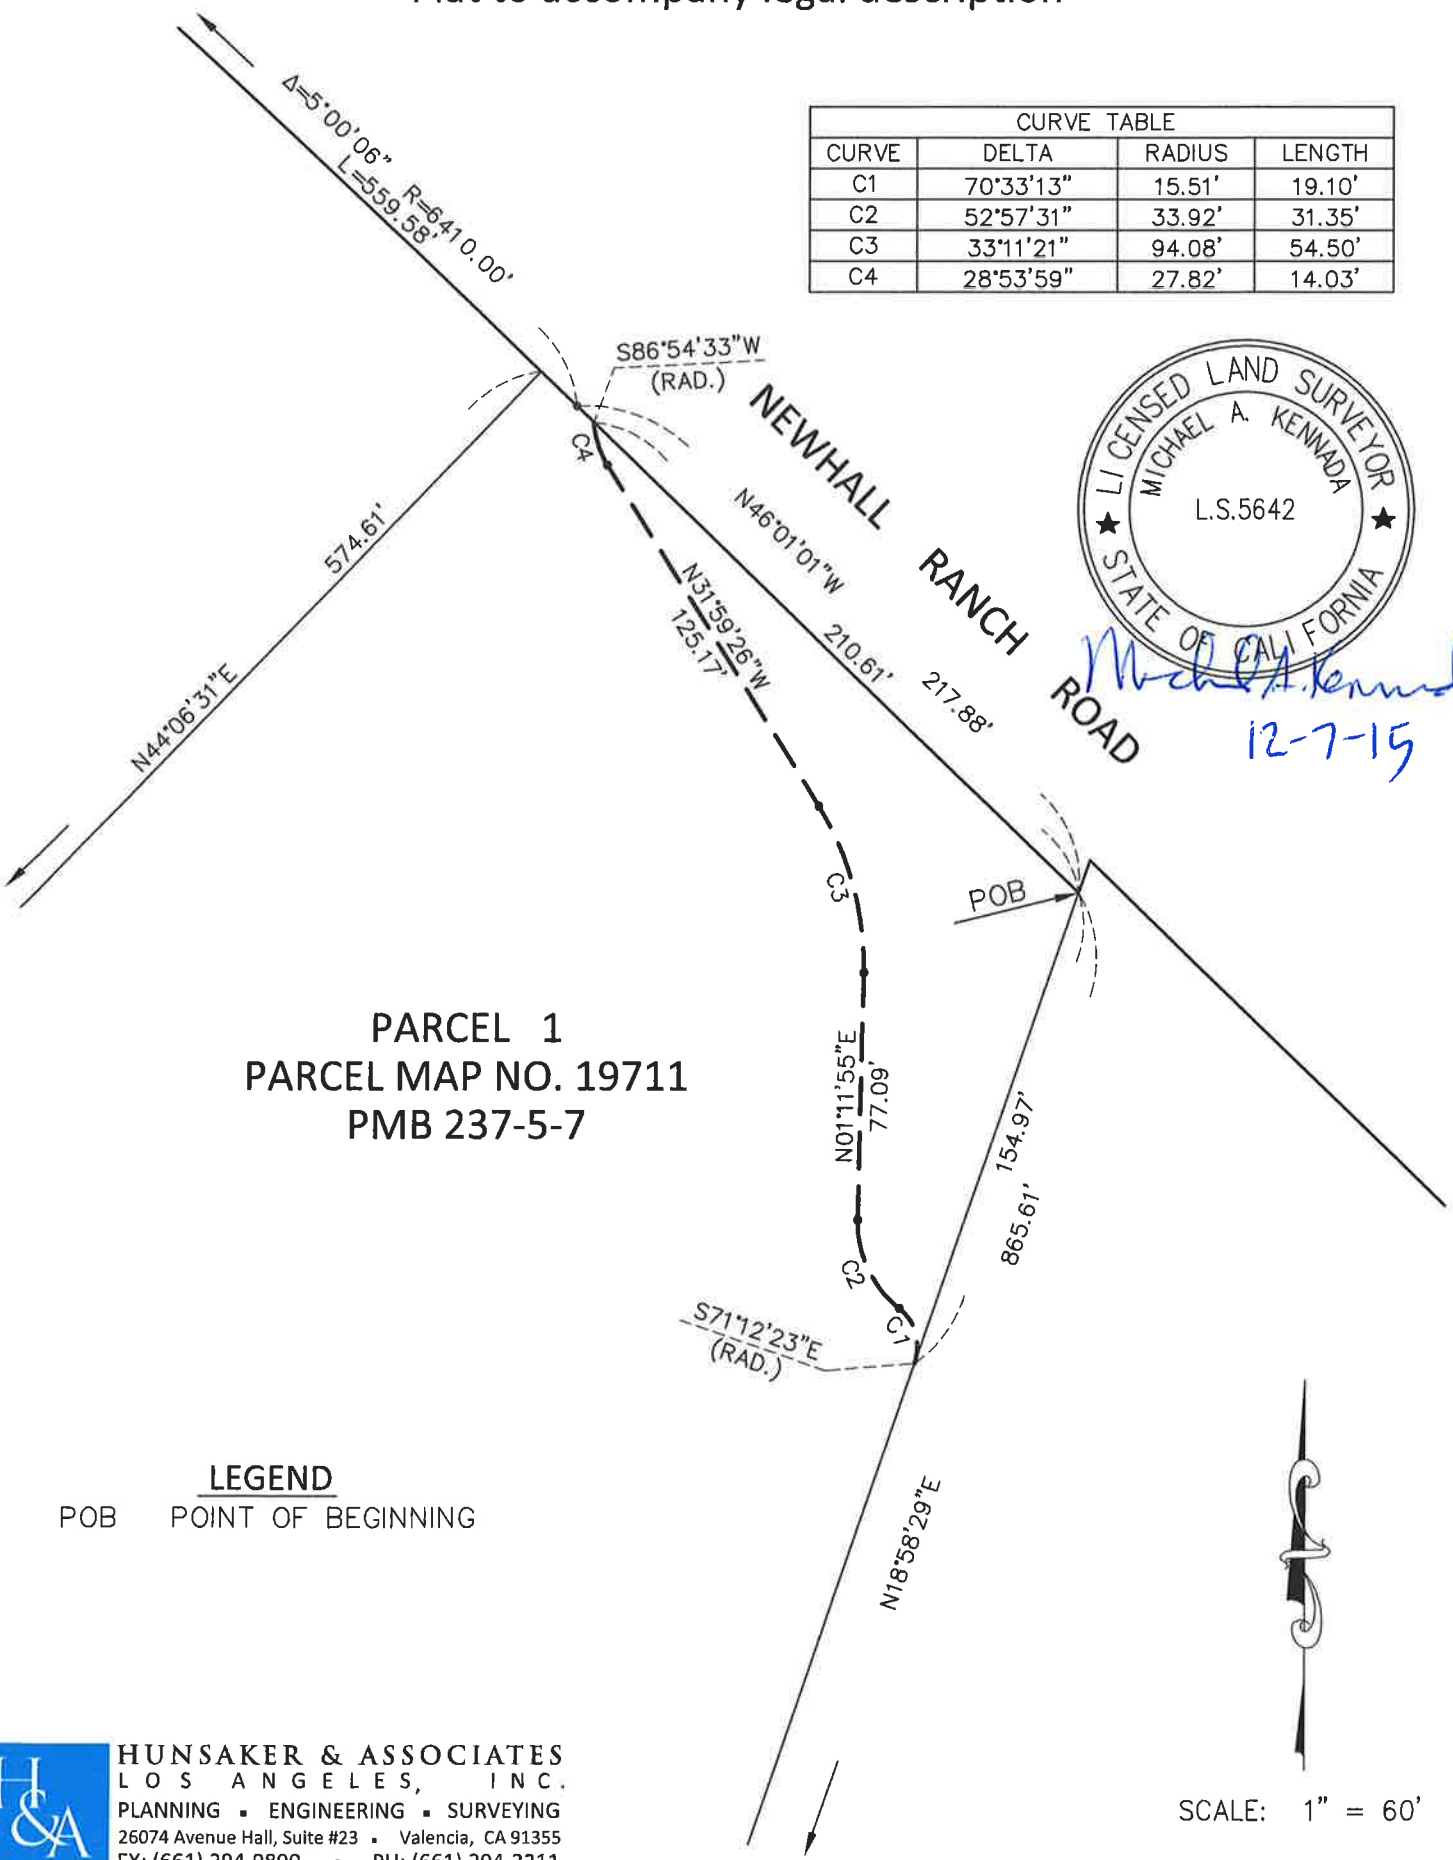 to accompany legal description
Δ=5°00'06" R=6410.00'
L=559.58'
CURVE TABLE
CURVE DELTA RADIUS LENGTH
C1 70°33'13" 15.51' 19.10'
C2 52°57'31" 33.92' 31.35'
C3 33°11'21" 94.08' 54.50'
C4 28°53'59" 27.82' 14.03'
S86°54'33"W
(RAD.)
NEWHALL RANCH ROAD
LICENSED LAND SURVEYOR
MICHAEL A. KENNADA
L.S.5642
STATE OF CALIFORNIA
12-7-15
C4
N46°01'01"W
210.61'
217.88'
574.61'
N44°06'31"E
N31°59'26"W
125.17'
C3
POB
PARCEL 1
PARCEL MAP NO. 19711
PMB 237-5-7
N01°11'55"E
77.09'
154.97'
865.61'
C2
C1
S71°12'23"E
(RAD.)
N18°58'29"E
LEGEND
POB POINT OF BEGINNING
SCALE: 1" = 60'
H&A
HUNSAKER & ASSOCIATES
LOS ANGELES, INC.
PLANNING ▪ ENGINEERING ▪ SURVEYING
26074 Avenue Hall, Suite #23 ▪ Valencia, CA 91355